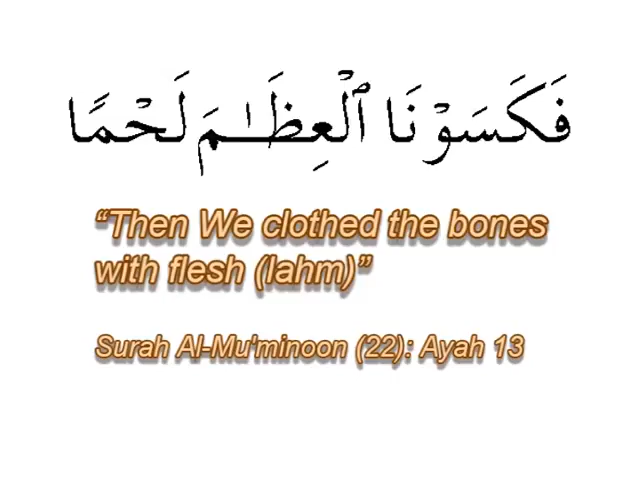 فَكَسَوْنَا ٱلْعِظَـٰمَ لَحْمًا
“Then We clothed the bones
with flesh (lahm)”
Surah Al-Mu'minoon (22): Ayah 13